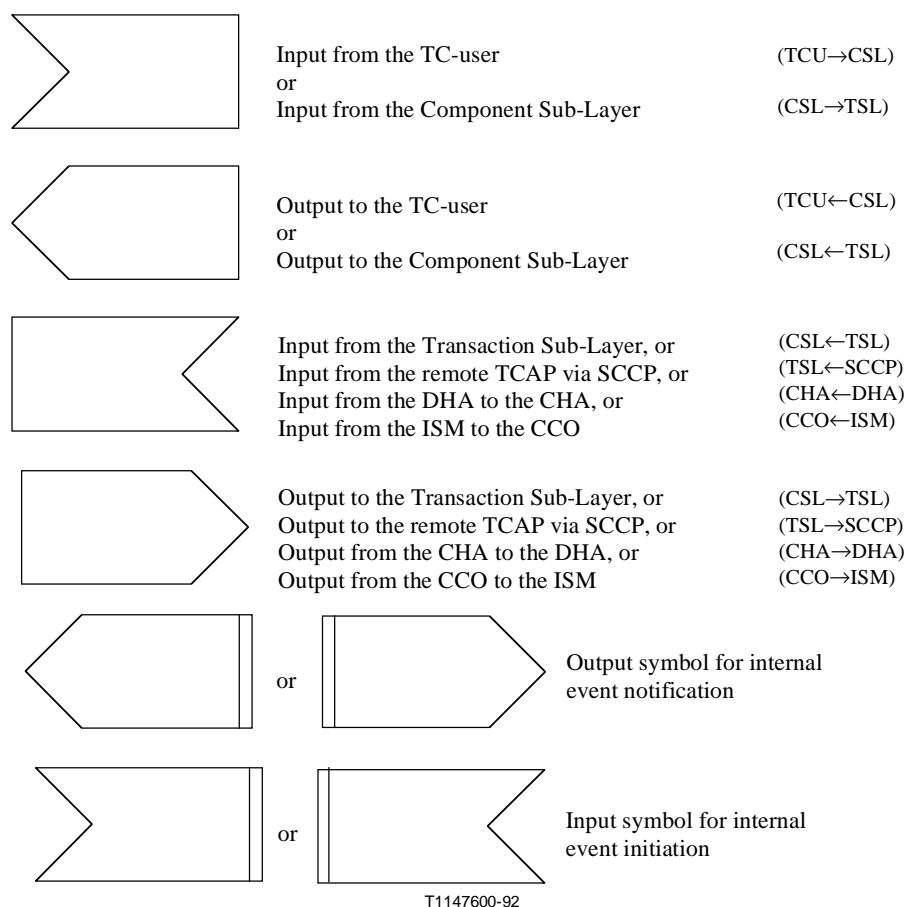 Input from the TC-user (TCU→CSL)
or
Input from the Component Sub-Layer (CSL→TSL)
Output to the TC-user (TCU←CSL)
or
Output to the Component Sub-Layer (CSL←TSL)
Input from the Transaction Sub-Layer, or (CSL←TSL)
Input from the remote TCAP via SCCP, or (TSL←SCCP)
Input from the DHA to the CHA, or (CHA←DHA)
Input from the ISM to the CCO (CCO←ISM)
Output to the Transaction Sub-Layer, or (CSL→TSL)
Output to the remote TCAP via SCCP, or (TSL→SCCP)
Output from the CHA to the DHA, or (CHA→DHA)
Output from the CCO to the ISM (CCO→ISM)
or
Output symbol for internal
event notification
or
Input symbol for internal
event initiation
T1147600-92